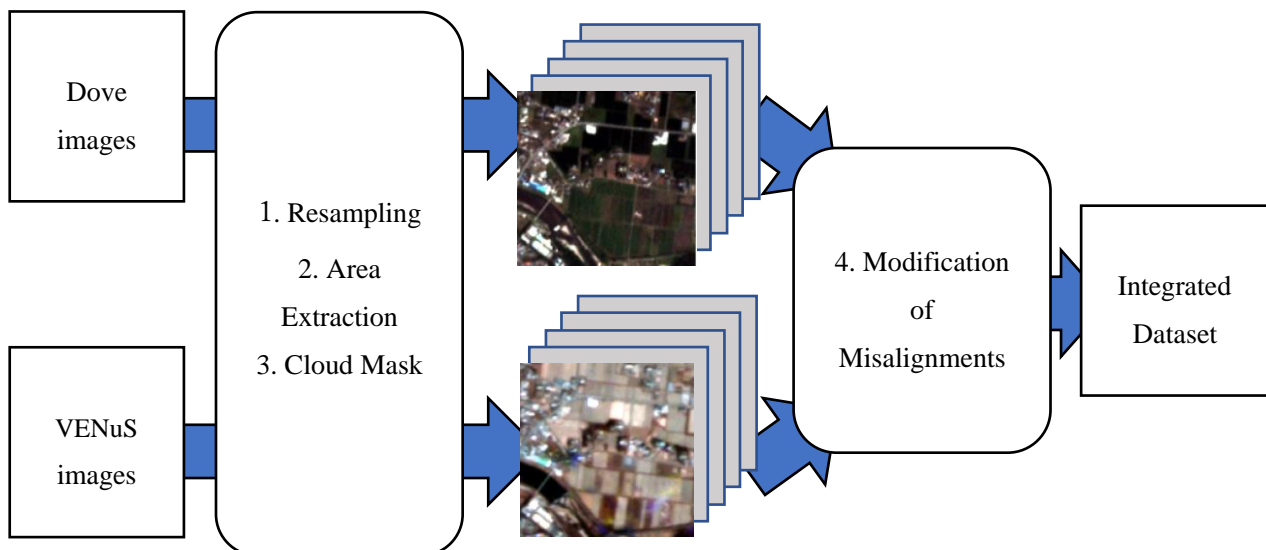 Dove
images
VENuS
images
1. Resampling
2. Area
Extraction
3. Cloud Mask
4. Modification
of
Misalignments
Integrated
Dataset